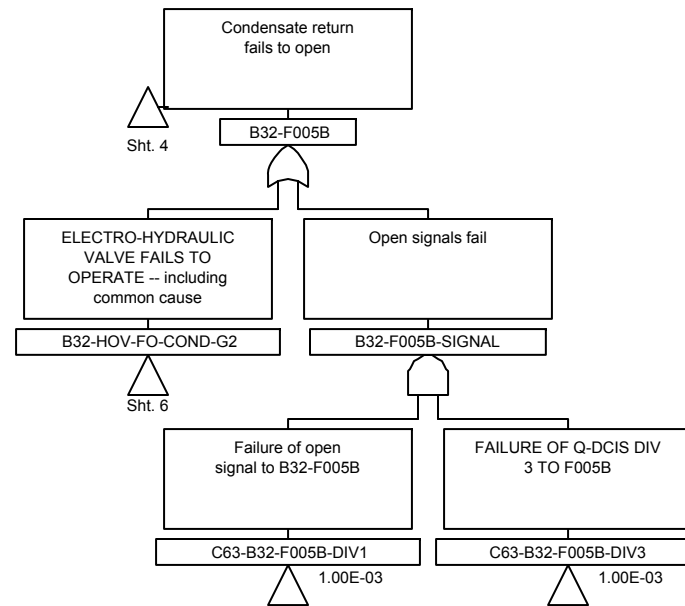 Condensate return
fails to open
Sht. 4
B32-F005B
ELECTRO-HYDRAULIC
VALVE FAILS TO
OPERATE -- including
common cause
Open signals fail
B32-HOV-FO-COND-G2
B32-F005B-SIGNAL
Sht. 6
Failure of open
signal to B32-F005B
FAILURE OF Q-DCIS DIV
3 TO F005B
C63-B32-F005B-DIV1
C63-B32-F005B-DIV3
1.00E-03
1.00E-03